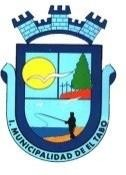 I. MUNICIPALIDAD DE EL TABO